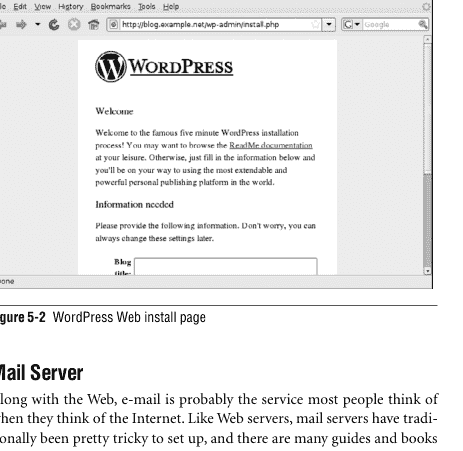 Edit View History Bookmarks Tools Help
http://blog.example.net/wp-admin/install.php
Google
WORDPRESS
Welcome
Welcome to the famous five minute WordPress installation
process! You may want to browse the ReadMe documentation
at your leisure. Otherwise, just fill in the information below and
you'll be on your way to using the most extendable and
powerful personal publishing platform in the world.
Information needed
Please provide the following information. Don't worry, you can
always change these settings later.
Blog
title:
one
gure 5-2 WordPress Web install page
Mail Server
long with the Web, e-mail is probably the service most people think of
hen they think of the Internet. Like Web servers, mail servers have tradi-
onally been pretty tricky to set up, and there are many guides and books